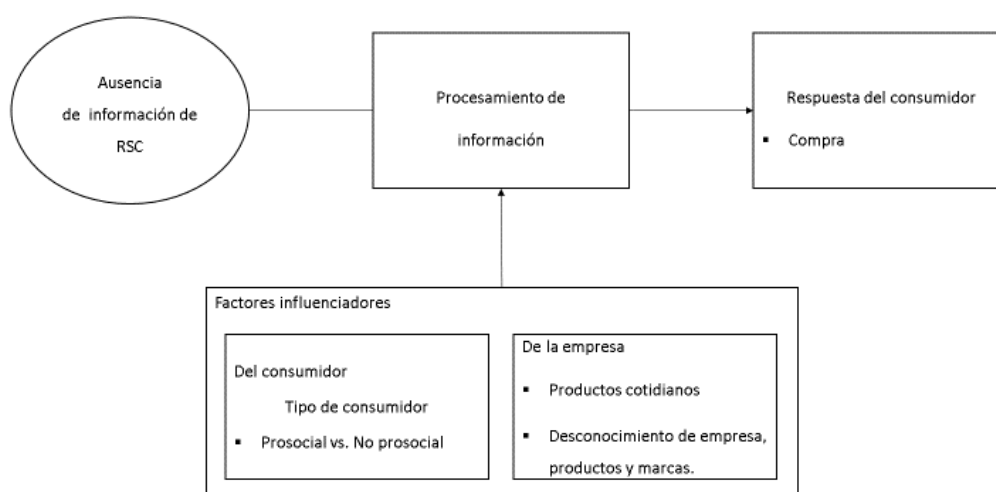 Ausencia
de información de
RSC
Procesamiento de
información
Respuesta del consumidor
▪ Compra
Factores influenciadores
Del consumidor
Tipo de consumidor
▪ Prosocial vs. No prosocial
De la empresa
▪ Productos cotidianos
▪ Desconocimiento de empresa,
productos y marcas.